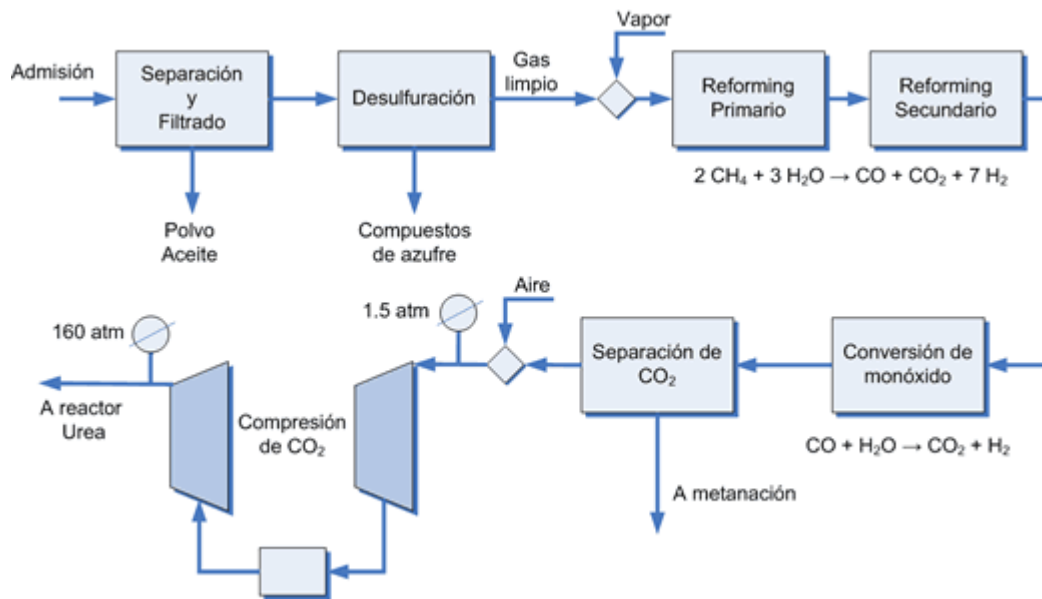 Admisión
Separación
y
Filtrado
Polvo
Aceite
Desulfuración
Compuestos
de azufre
Gas
limpio
Vapor
Reforming
Primario
Reforming
Secundario
2 CH₄ + 3 H₂O → CO + CO₂ + 7 H₂
160 atm
A reactor
Urea
Compresión
de CO₂
1.5 atm
Aire
Separación de
CO₂
A metanación
Conversión de
monóxido
CO + H₂O → CO₂ + H₂